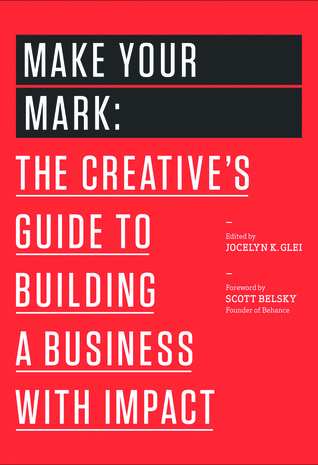 MAKE YOUR
MARK:
THE CREATIVE'S
GUIDE TO
BUILDING
A BUSINESS
WITH IMPACT
–
Edited by
JOCELYN K. GLEI
–
Foreword by
SCOTT BELSKY
Founder of Behance